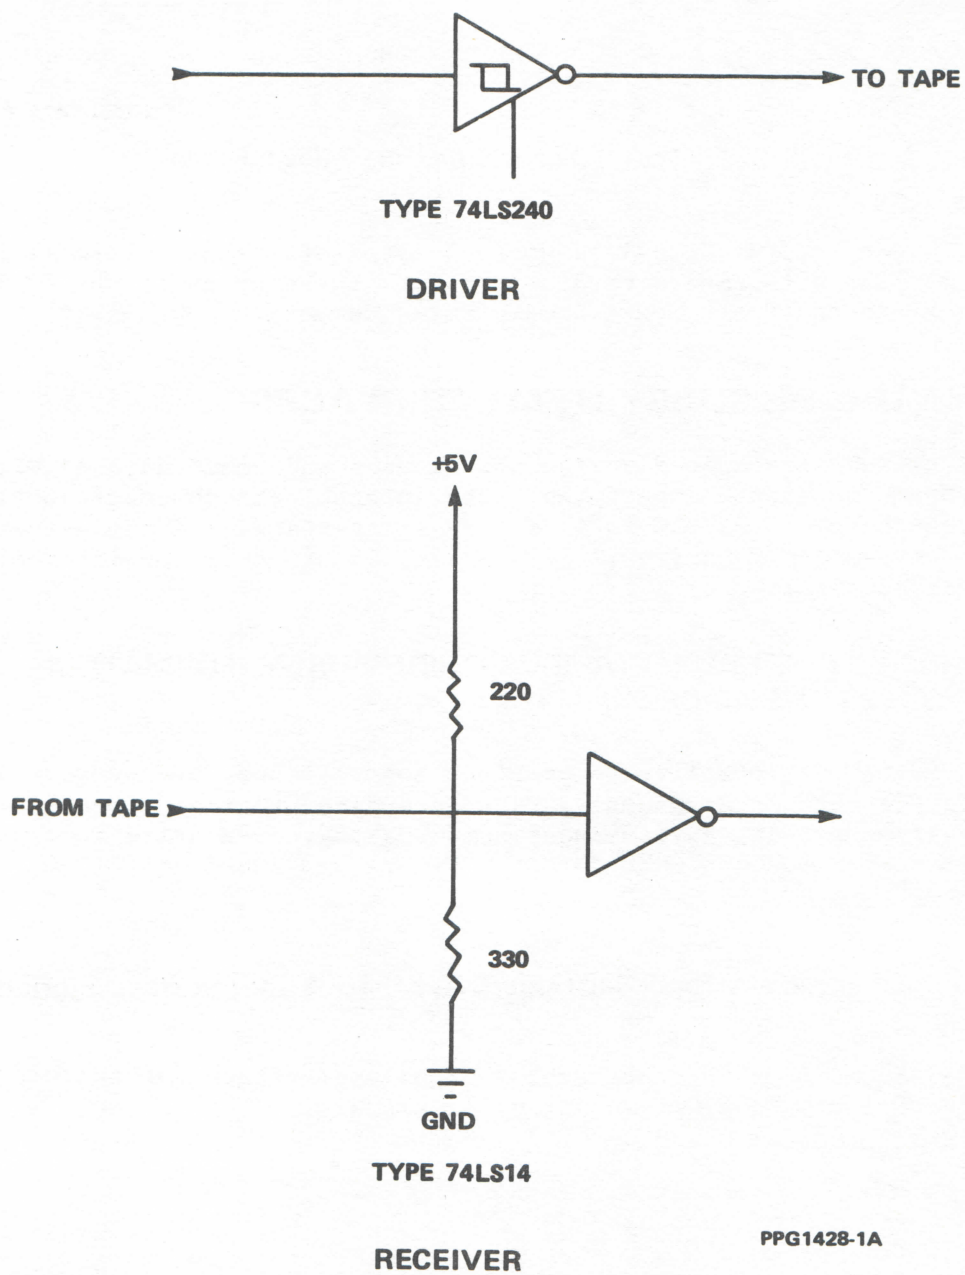 TO TAPE
TYPE 74LS240
DRIVER
+5V
220
FROM TAPE
330
GND
TYPE 74LS14
PPG1428-1A
RECEIVER